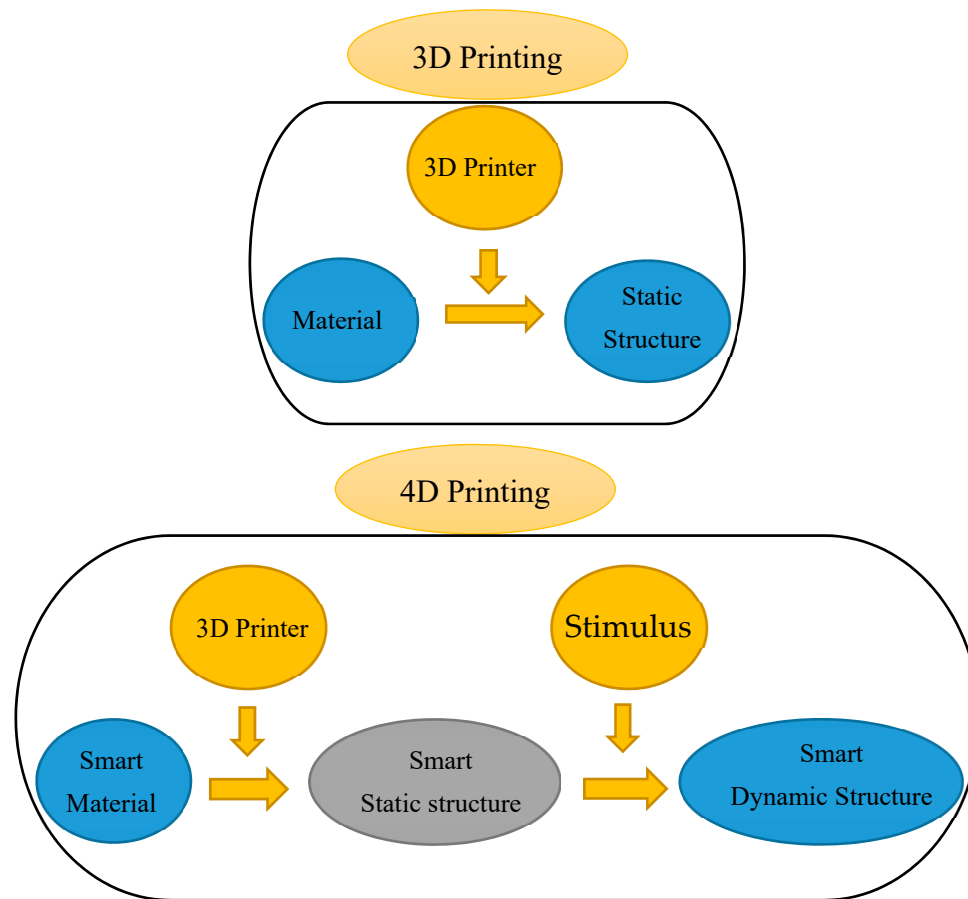 3D Printing
3D Printer
Material
Static
Structure
4D Printing
3D Printer
Stimulus
Smart
Material
Smart
Static structure
Smart
Dynamic Structure